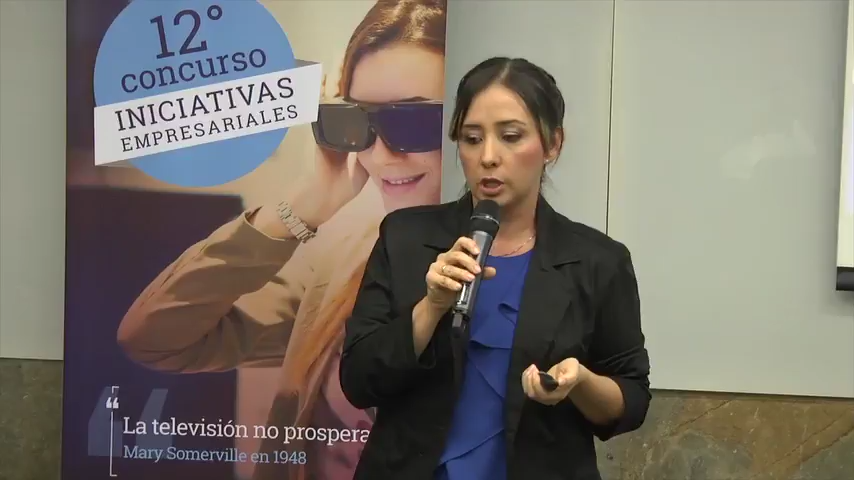 12°
concurso
INICIATIVAS
EMPRESARIALES
“
La televisión no prospera
Mary Somerville en 1948